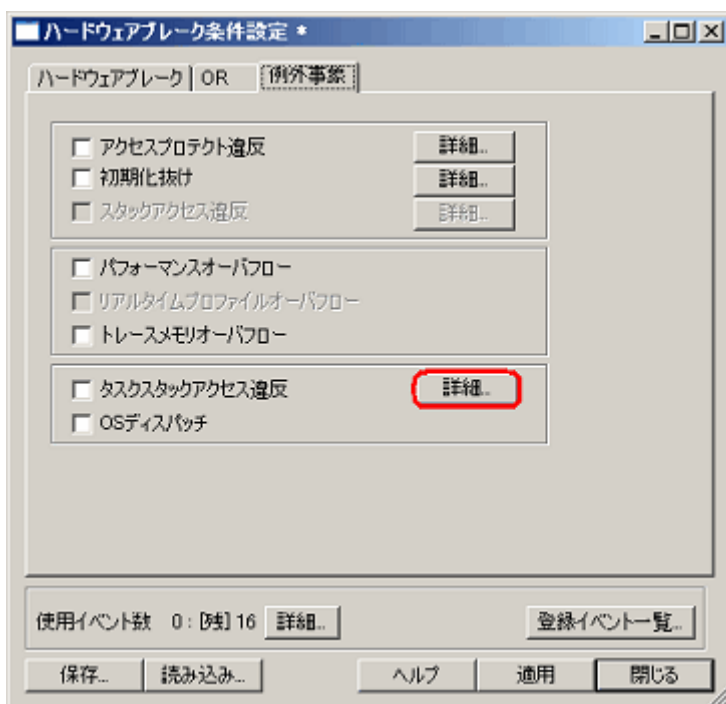 ハードウェアブレーク条件設定 *
ハードウェアブレーク OR 例外事象
アクセスプロテクト違反 詳細...
初期化抜け 詳細...
スタックアクセス違反 詳細...
パフォーマンスオーバフロー
リアルタイムプロファイルオーバフロー
トレースメモリオーバフロー
タスクスタックアクセス違反 詳細...
OSディスパッチ
使用イベント数 0 : [残] 16 詳細... 登録イベント一覧...
保存... 読み込み... ヘルプ 適用 閉じる